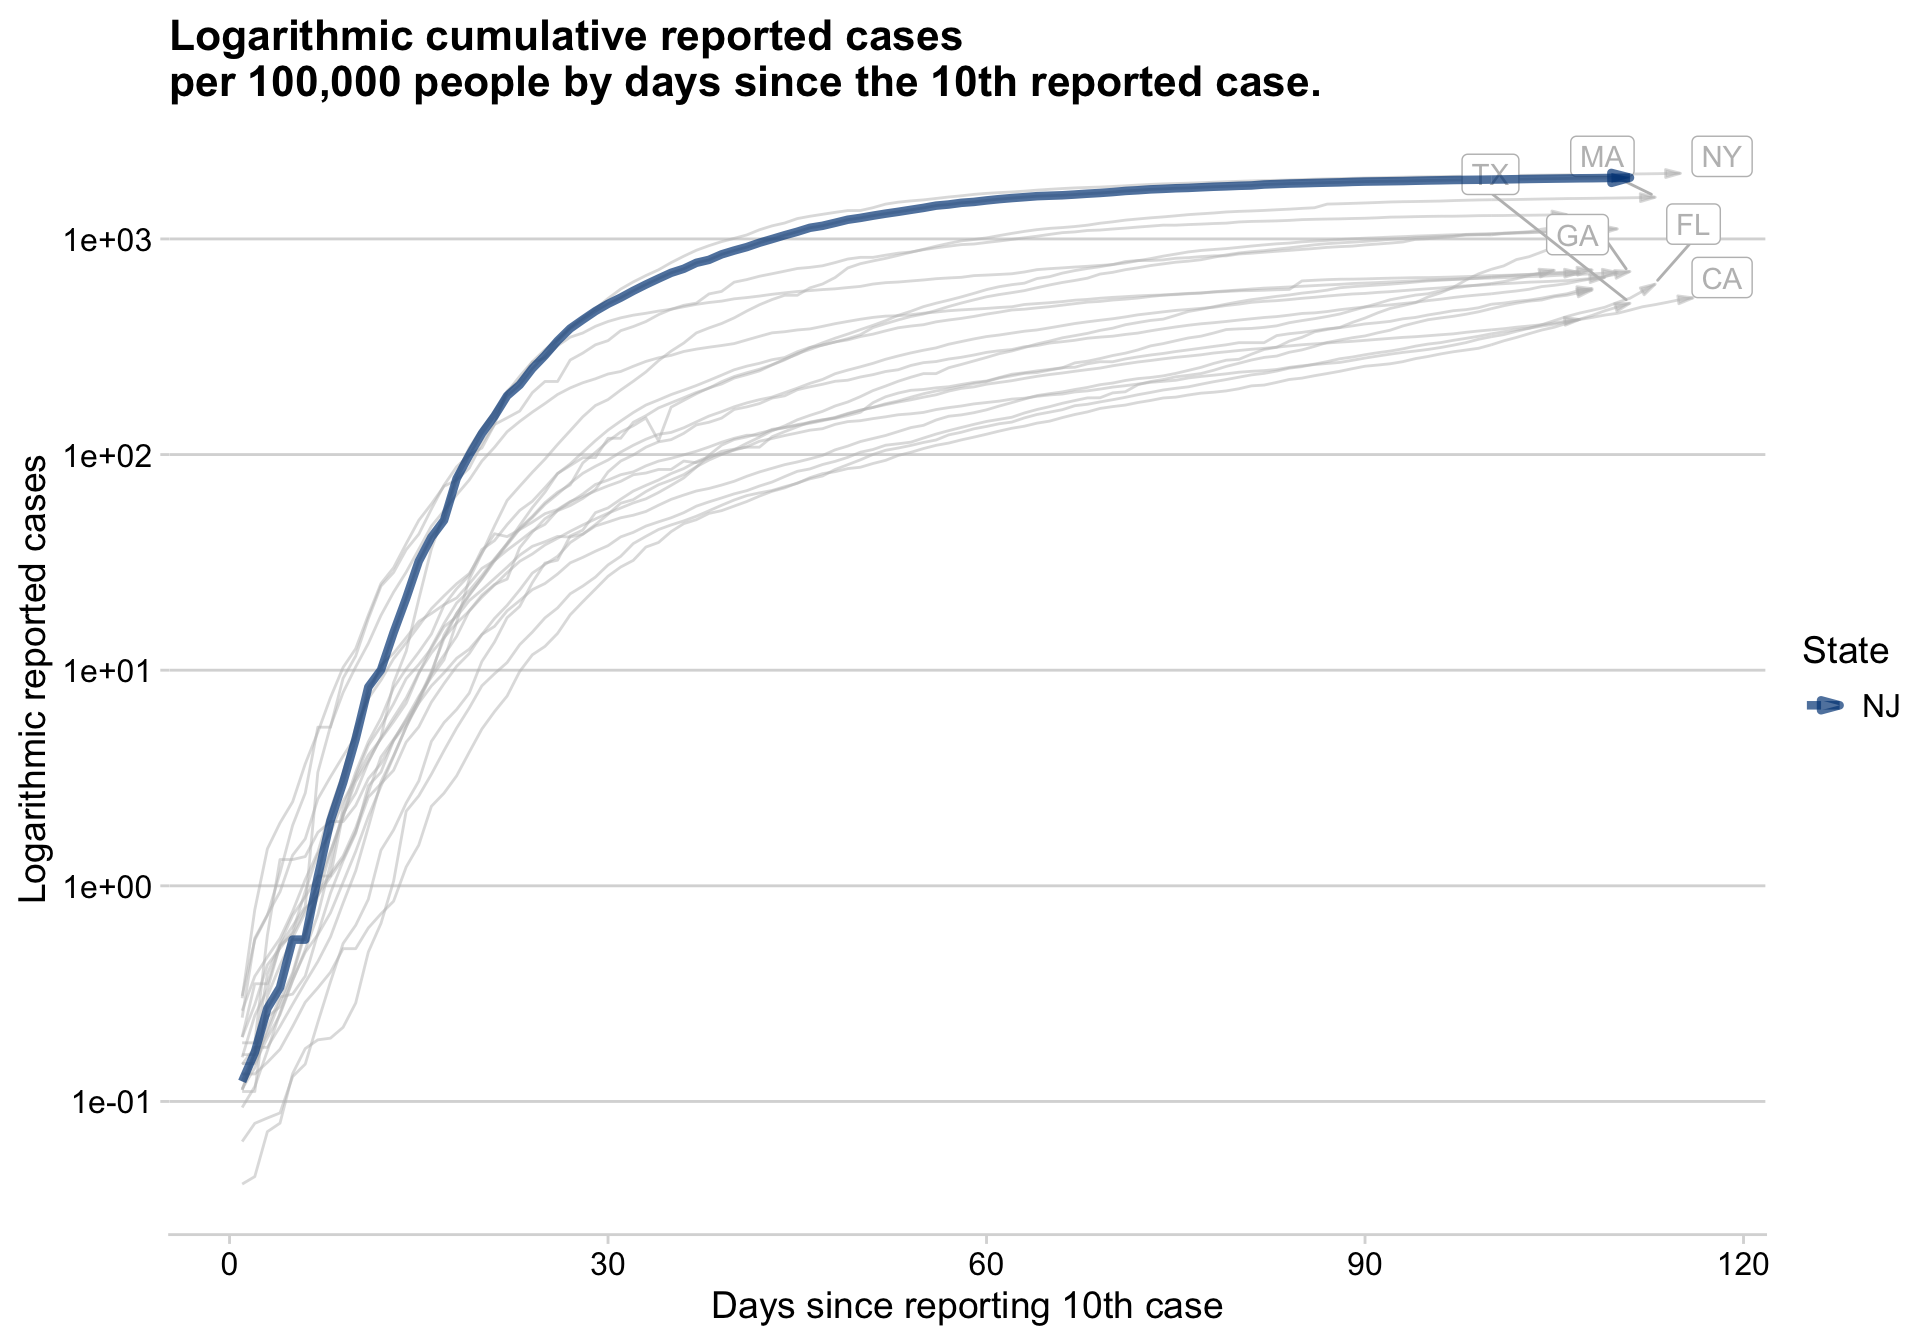 Logarithmic cumulative reported cases
per 100,000 people by days since the 10th reported case.
TX
MA
NY
GA
FL
CA
1e+03
1e+02
1e+01
1e+00
1e-01
Logarithmic reported cases
State
NJ
0 30 60 90 120
Days since reporting 10th case